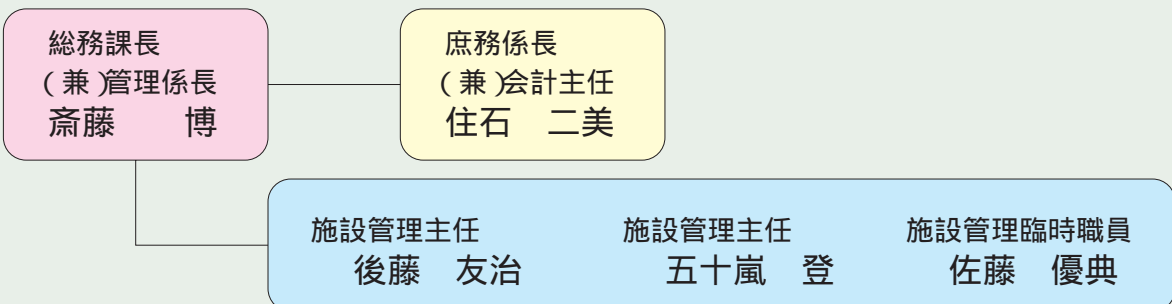 総務課長
(兼)管理係長
斎藤　博
庶務係長
(兼)会計主任
住石　二美
施設管理主任
後藤　友治
施設管理主任
五十嵐　登
施設管理臨時職員
佐藤　優典